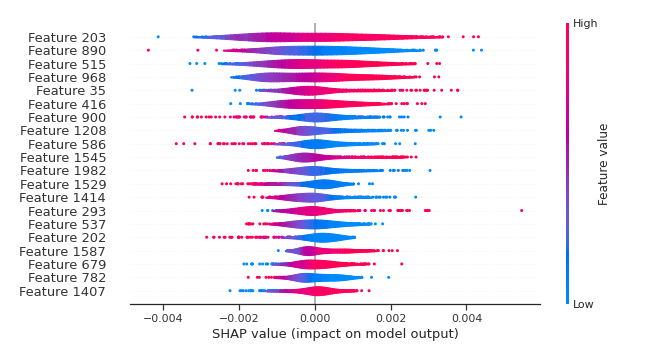 High
Feature 203
Feature 890
Feature 515
Feature 968
Feature 35
Feature 416
Feature 900
Feature 1208
Feature 586
Feature 1545
Feature 1982
Feature 1529
Feature 1414
Feature 293
Feature 537
Feature 202
Feature 1587
Feature 679
Feature 782
Feature 1407
Feature value
Low
−0.004 −0.002 0.000 0.002 0.004
SHAP value (impact on model output)